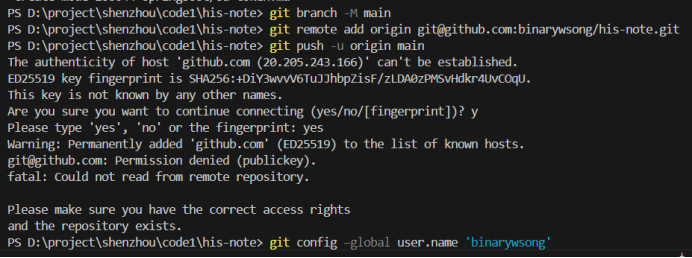 PS D:\project\shenzhou\code1\his-note> git branch -M main
PS D:\project\shenzhou\code1\his-note> git remote add origin git@github.com:binarywsong/his-note.git
PS D:\project\shenzhou\code1\his-note> git push -u origin main
The authenticity of host 'github.com (20.205.243.166)' can't be established.
ED25519 key fingerprint is SHA256:+DiY3wvvV6TuJJhbpZisF/zLDA0zPMSvHdkr4UvCOqU.
This key is not known by any other names.
Are you sure you want to continue connecting (yes/no/[fingerprint])? y
Please type 'yes', 'no' or the fingerprint: yes
Warning: Permanently added 'github.com' (ED25519) to the list of known hosts.
git@github.com: Permission denied (publickey).
fatal: Could not read from remote repository.

Please make sure you have the correct access rights
and the repository exists.
PS D:\project\shenzhou\code1\his-note> git config –global user.name 'binarywsong'